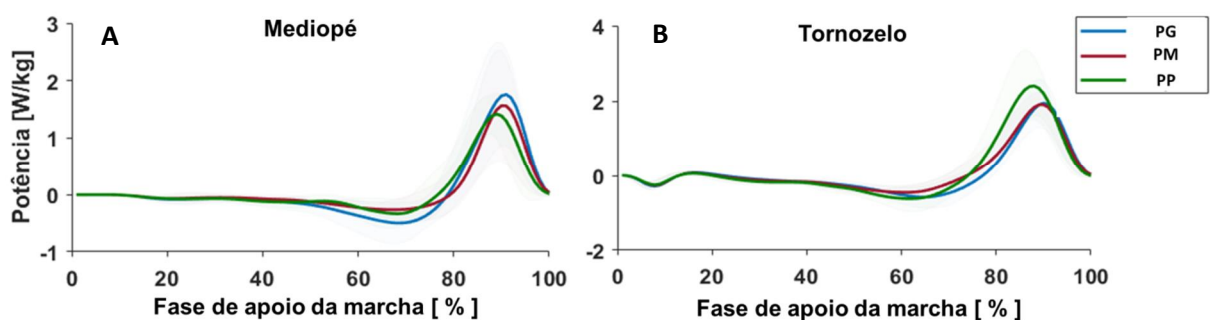 A
Mediopé
Potência [W/kg]
3
2
1
0
-1
0
20
40
60
80
100
Fase de apoio da marcha [ % ]
B
Tornozelo
4
2
0
-2
0
20
40
60
80
100
Fase de apoio da marcha [ % ]
PG
PM
PP